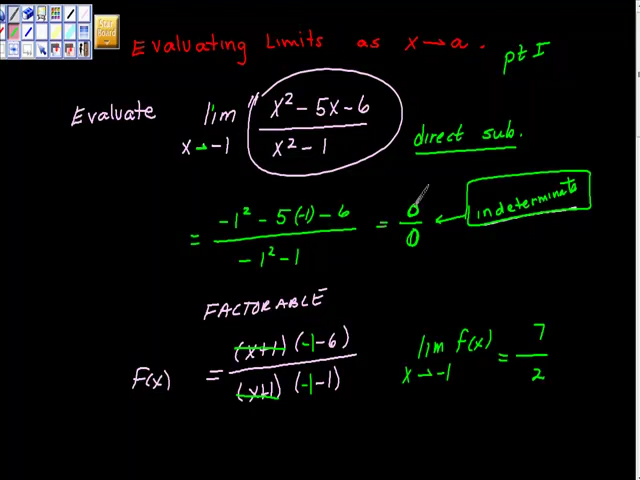 Evaluating Limits as x→a.
pt I
Evaluate lim x→-1 (x² - 5x - 6)/(x² - 1)
direct sub.
= (-1² - 5(-1) - 6)/(-1² - 1) = 0/0 ← indeterminate
FACTORABLE
F(x) = ((x+1)(-1-6))/((x+1)(-1-1))
lim x→-1 f(x) = 7/2